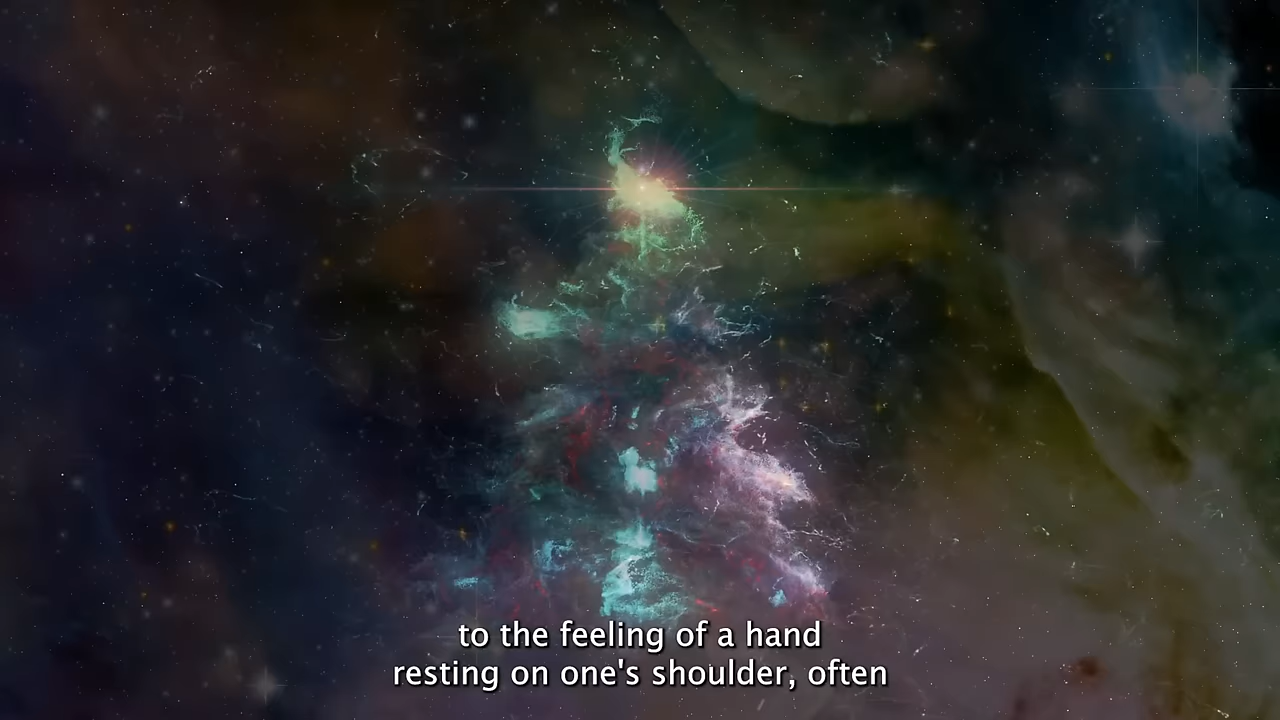 to the feeling of a hand
resting on one's shoulder, often